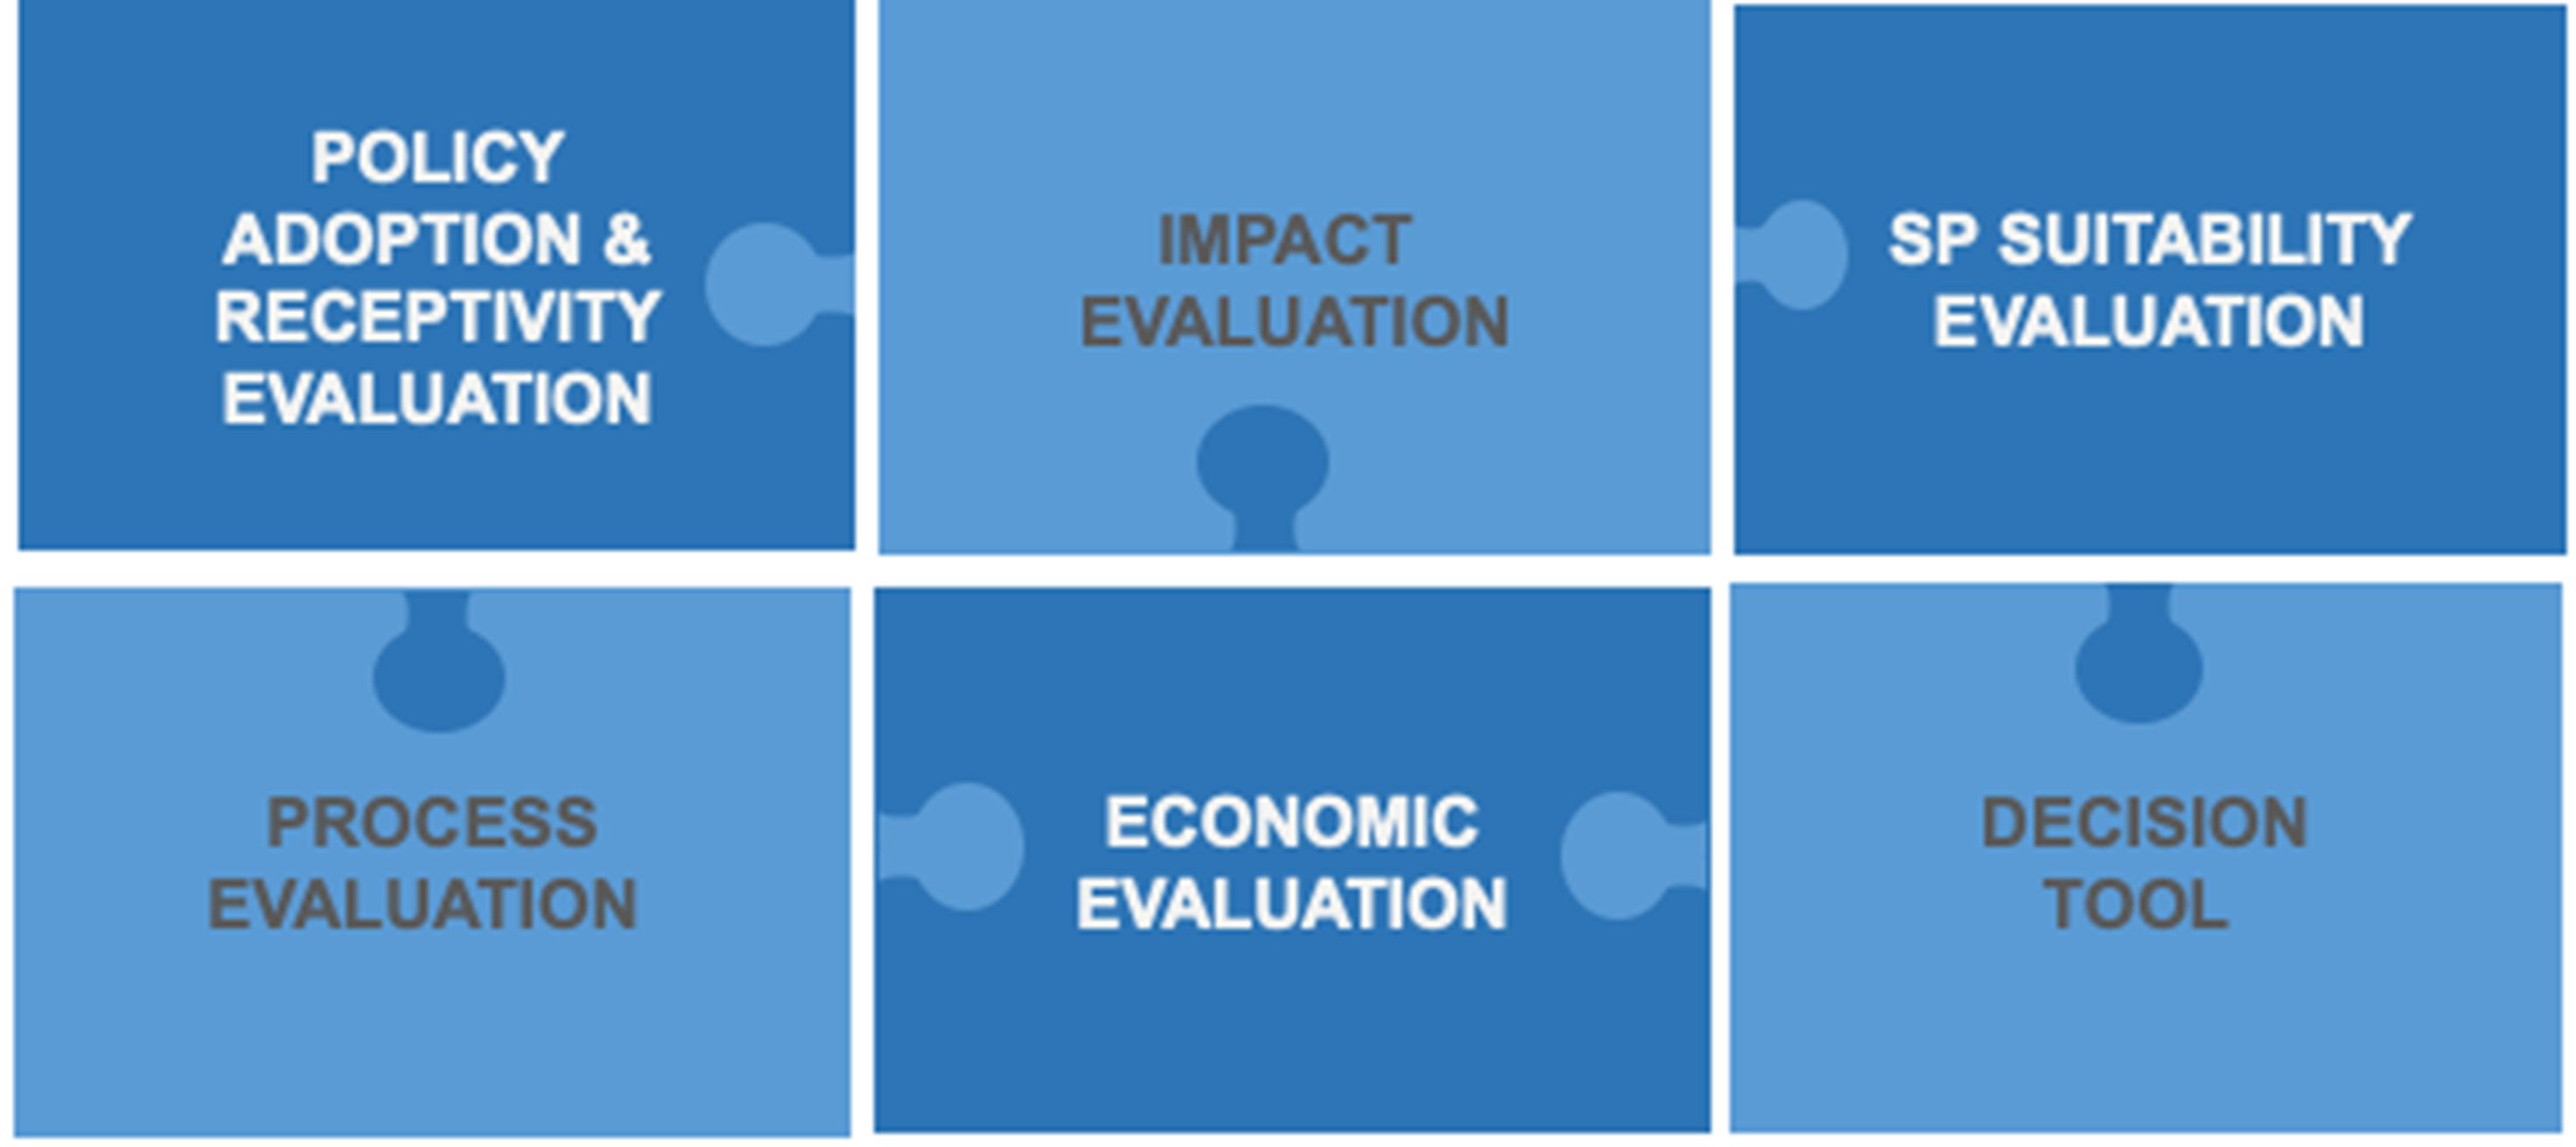 POLICY
ADOPTION &
RECEPTIVITY
EVALUATION
IMPACT
EVALUATION
SP SUITABILITY
EVALUATION
PROCESS
EVALUATION
ECONOMIC
EVALUATION
DECISION
TOOL